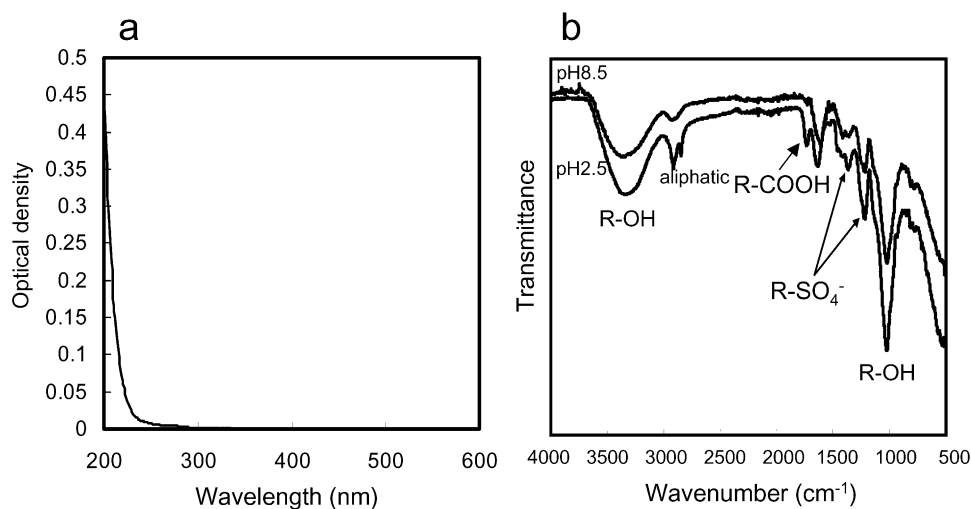 a
0.5
0.45
0.4
0.35
0.3
0.25
0.2
0.15
0.1
0.05
0
200
300
400
500
600
Optical density
Wavelength (nm)
b
pH8.5
pH2.5
aliphatic
R-OH
R-COOH
R-SO₄⁻
R-OH
4000
3500
3000
2500
2000
1500
1000
500
Transmittance
Wavenumber (cm⁻¹)